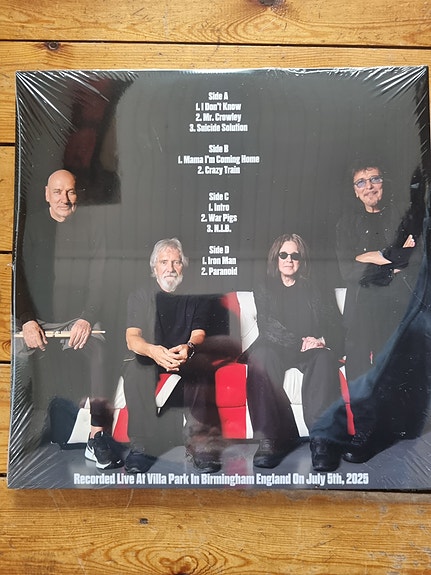 Side A
1. I Don't Know
2. Mr. Crowley
3. Suicide Solution
Side B
1. Mama I'm Coming Home
2. Crazy Train
Side C
1. Intro
2. War Pigs
3. N.I.B.
Side D
1. Iron Man
2. Paranoid
Recorded Live At Villa Park In Birmingham England On July 5th, 2025